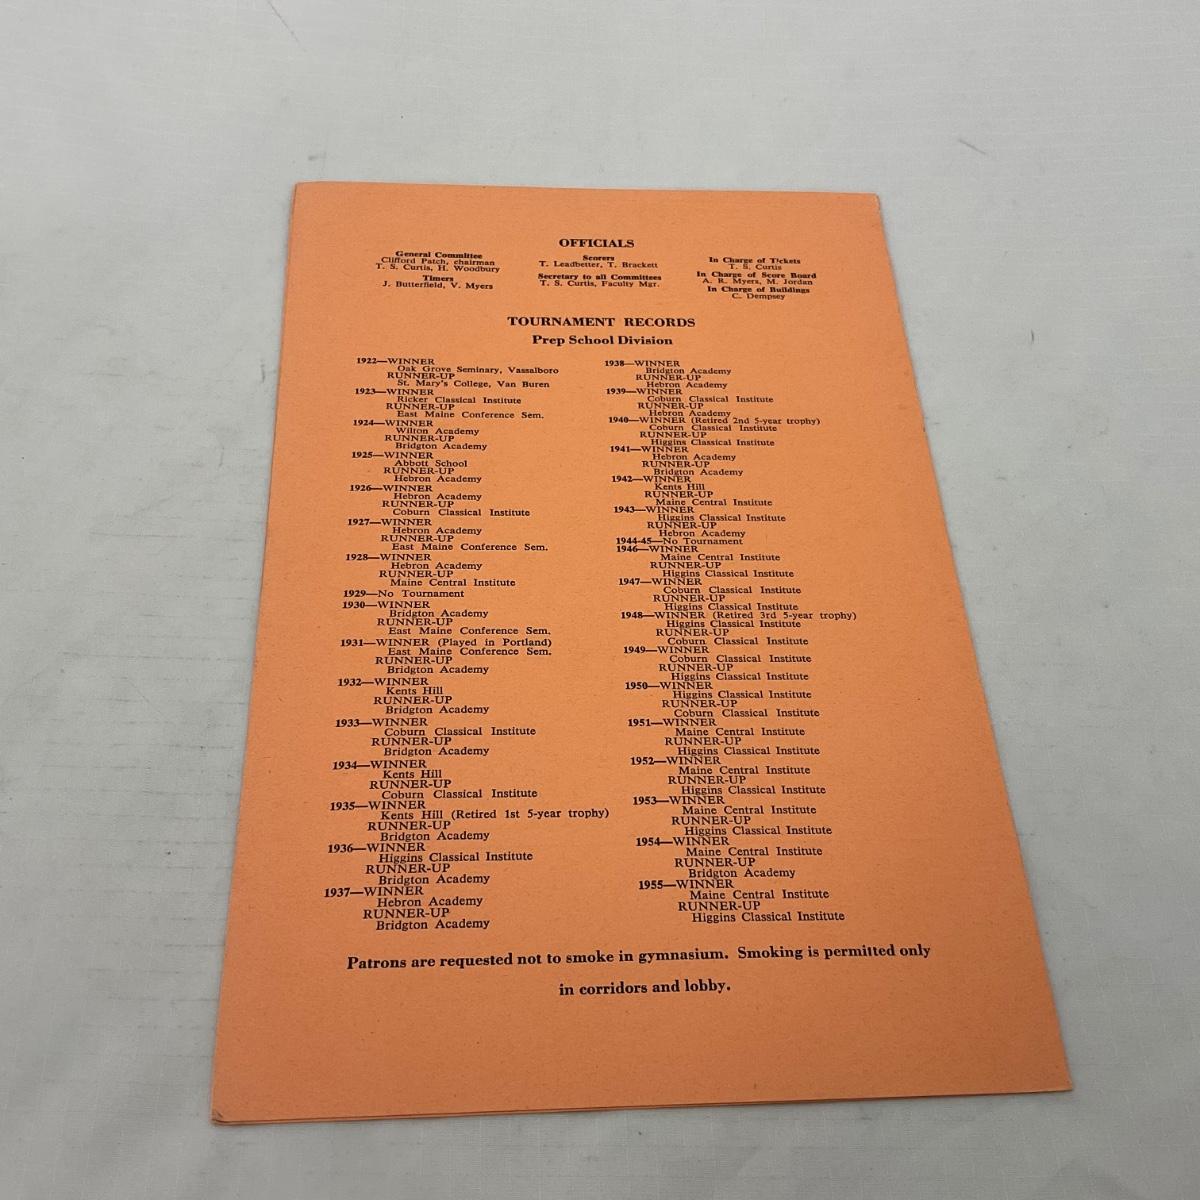 OFFICIALS
General Committee
Clifford Patch, chairman
T. S. Curtis, H. Woodbury
Timers
J. Butterfield, V. Myers
Scorers
T. Leadbetter, T. Brackett
Secretary to all Committees
T. S. Curtis, Faculty Mgr.
In Charge of Tickets
T. S. Curtis
In Charge of Score Board
A. R. Myers, M. Jordan
In Charge of Buildings
C. Dempsey
TOURNAMENT RECORDS
Prep School Division
1922—WINNER
Oak Grove Seminary, Vassalboro
RUNNER-UP
St. Mary's College, Van Buren
1923—WINNER
Ricker Classical Institute
RUNNER-UP
East Maine Conference Sem.
1924—WINNER
Wilton Academy
RUNNER-UP
Bridgton Academy
1925—WINNER
Abbott School
RUNNER-UP
Hebron Academy
1926—WINNER
Hebron Academy
RUNNER-UP
Coburn Classical Institute
1927—WINNER
Hebron Academy
RUNNER-UP
East Maine Conference Sem.
1928—WINNER
Hebron Academy
RUNNER-UP
Maine Central Institute
1929—No Tournament
1930—WINNER
Bridgton Academy
RUNNER-UP
East Maine Conference Sem.
1931—WINNER (Played in Portland)
East Maine Conference Sem.
RUNNER-UP
Bridgton Academy
1932—WINNER
Kents Hill
RUNNER-UP
Bridgton Academy
1933—WINNER
Coburn Classical Institute
RUNNER-UP
Bridgton Academy
1934—WINNER
Kents Hill
RUNNER-UP
Coburn Classical Institute
1935—WINNER
Kents Hill (Retired 1st 5-year trophy)
RUNNER-UP
Bridgton Academy
1936—WINNER
Higgins Classical Institute
RUNNER-UP
Bridgton Academy
1937—WINNER
Hebron Academy
RUNNER-UP
Bridgton Academy
1938—WINNER
Bridgton Academy
RUNNER-UP
Hebron Academy
1939—WINNER
Coburn Classical Institute
RUNNER-UP
Hebron Academy
1940—WINNER (Retired 2nd 5-year trophy)
Coburn Classical Institute
RUNNER-UP
Higgins Classical Institute
1941—WINNER
Hebron Academy
RUNNER-UP
Bridgton Academy
1942—WINNER
Kents Hill
RUNNER-UP
Maine Central Institute
1943—WINNER
Higgins Classical Institute
RUNNER-UP
Hebron Academy
1944-45—No Tournament
1946—WINNER
Maine Central Institute
RUNNER-UP
Higgins Classical Institute
1947—WINNER
Coburn Classical Institute
RUNNER-UP
Higgins Classical Institute
1948—WINNER (Retired 3rd 5-year trophy)
Higgins Classical Institute
RUNNER-UP
Coburn Classical Institute
1949—WINNER
Coburn Classical Institute
RUNNER-UP
Higgins Classical Institute
1950—WINNER
Higgins Classical Institute
RUNNER-UP
Coburn Classical Institute
1951—WINNER
Maine Central Institute
RUNNER-UP
Higgins Classical Institute
1952—WINNER
Maine Central Institute
RUNNER-UP
Higgins Classical Institute
1953—WINNER
Maine Central Institute
RUNNER-UP
Higgins Classical Institute
1954—WINNER
Maine Central Institute
RUNNER-UP
Bridgton Academy
1955—WINNER
Maine Central Institute
RUNNER-UP
Higgins Classical Institute
Patrons are requested not to smoke in gymnasium. Smoking is permitted only
in corridors and lobby.